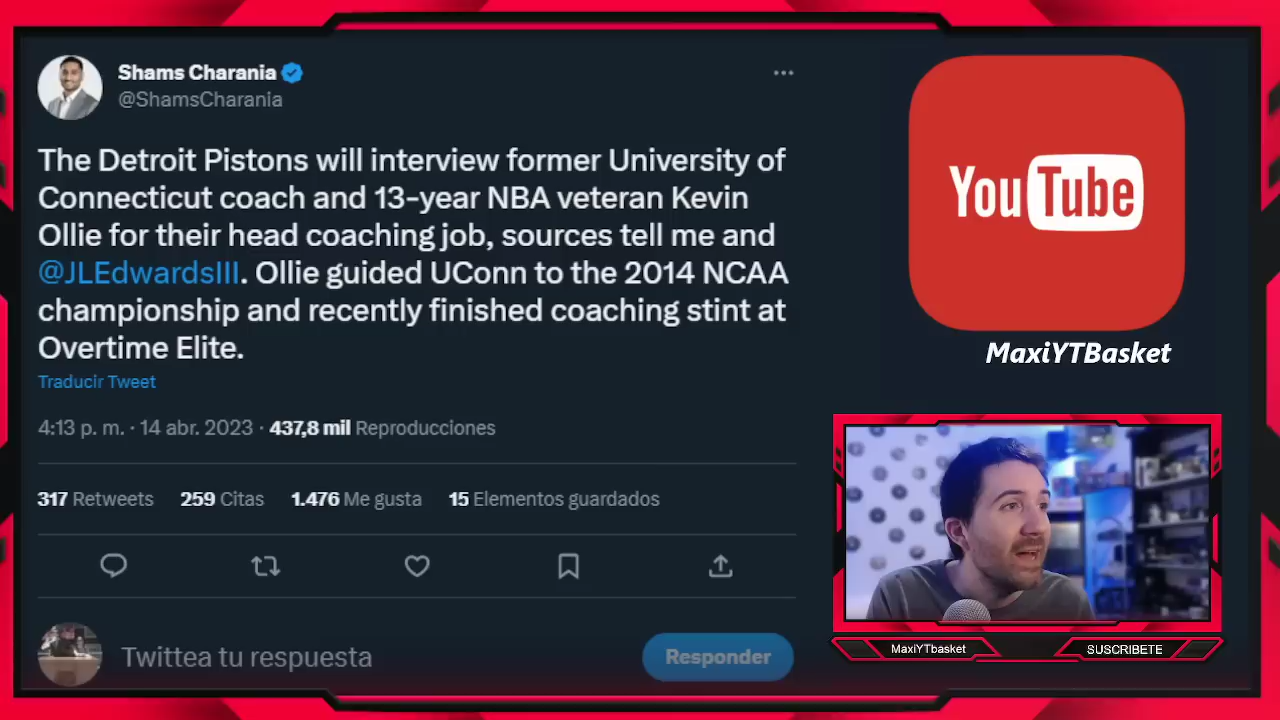 Shams Charania
@ShamsCharania
The Detroit Pistons will interview former University of
Connecticut coach and 13-year NBA veteran Kevin
Ollie for their head coaching job, sources tell me and
@JLEdwardsIII. Ollie guided UConn to the 2014 NCAA
championship and recently finished coaching stint at
Overtime Elite.
Traducir Tweet
4:13 p. m. · 14 abr. 2023 · 437,8 mil Reproducciones
317 Retweets 259 Citas 1.476 Me gusta 15 Elementos guardados
Twittea tu respuesta
Responder
YouTube
MaxiYTBasket
MaxiYTbasket
SUSCRIBETE